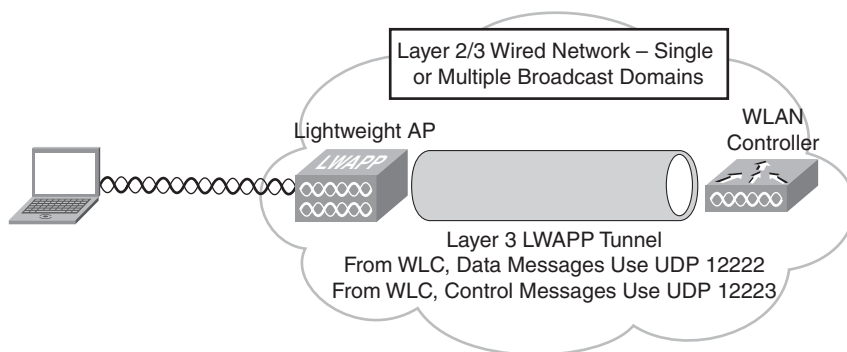 Layer 2/3 Wired Network – Single
or Multiple Broadcast Domains
WLAN
Controller
Lightweight AP
LWAPP
Layer 3 LWAPP Tunnel
From WLC, Data Messages Use UDP 12222
From WLC, Control Messages Use UDP 12223